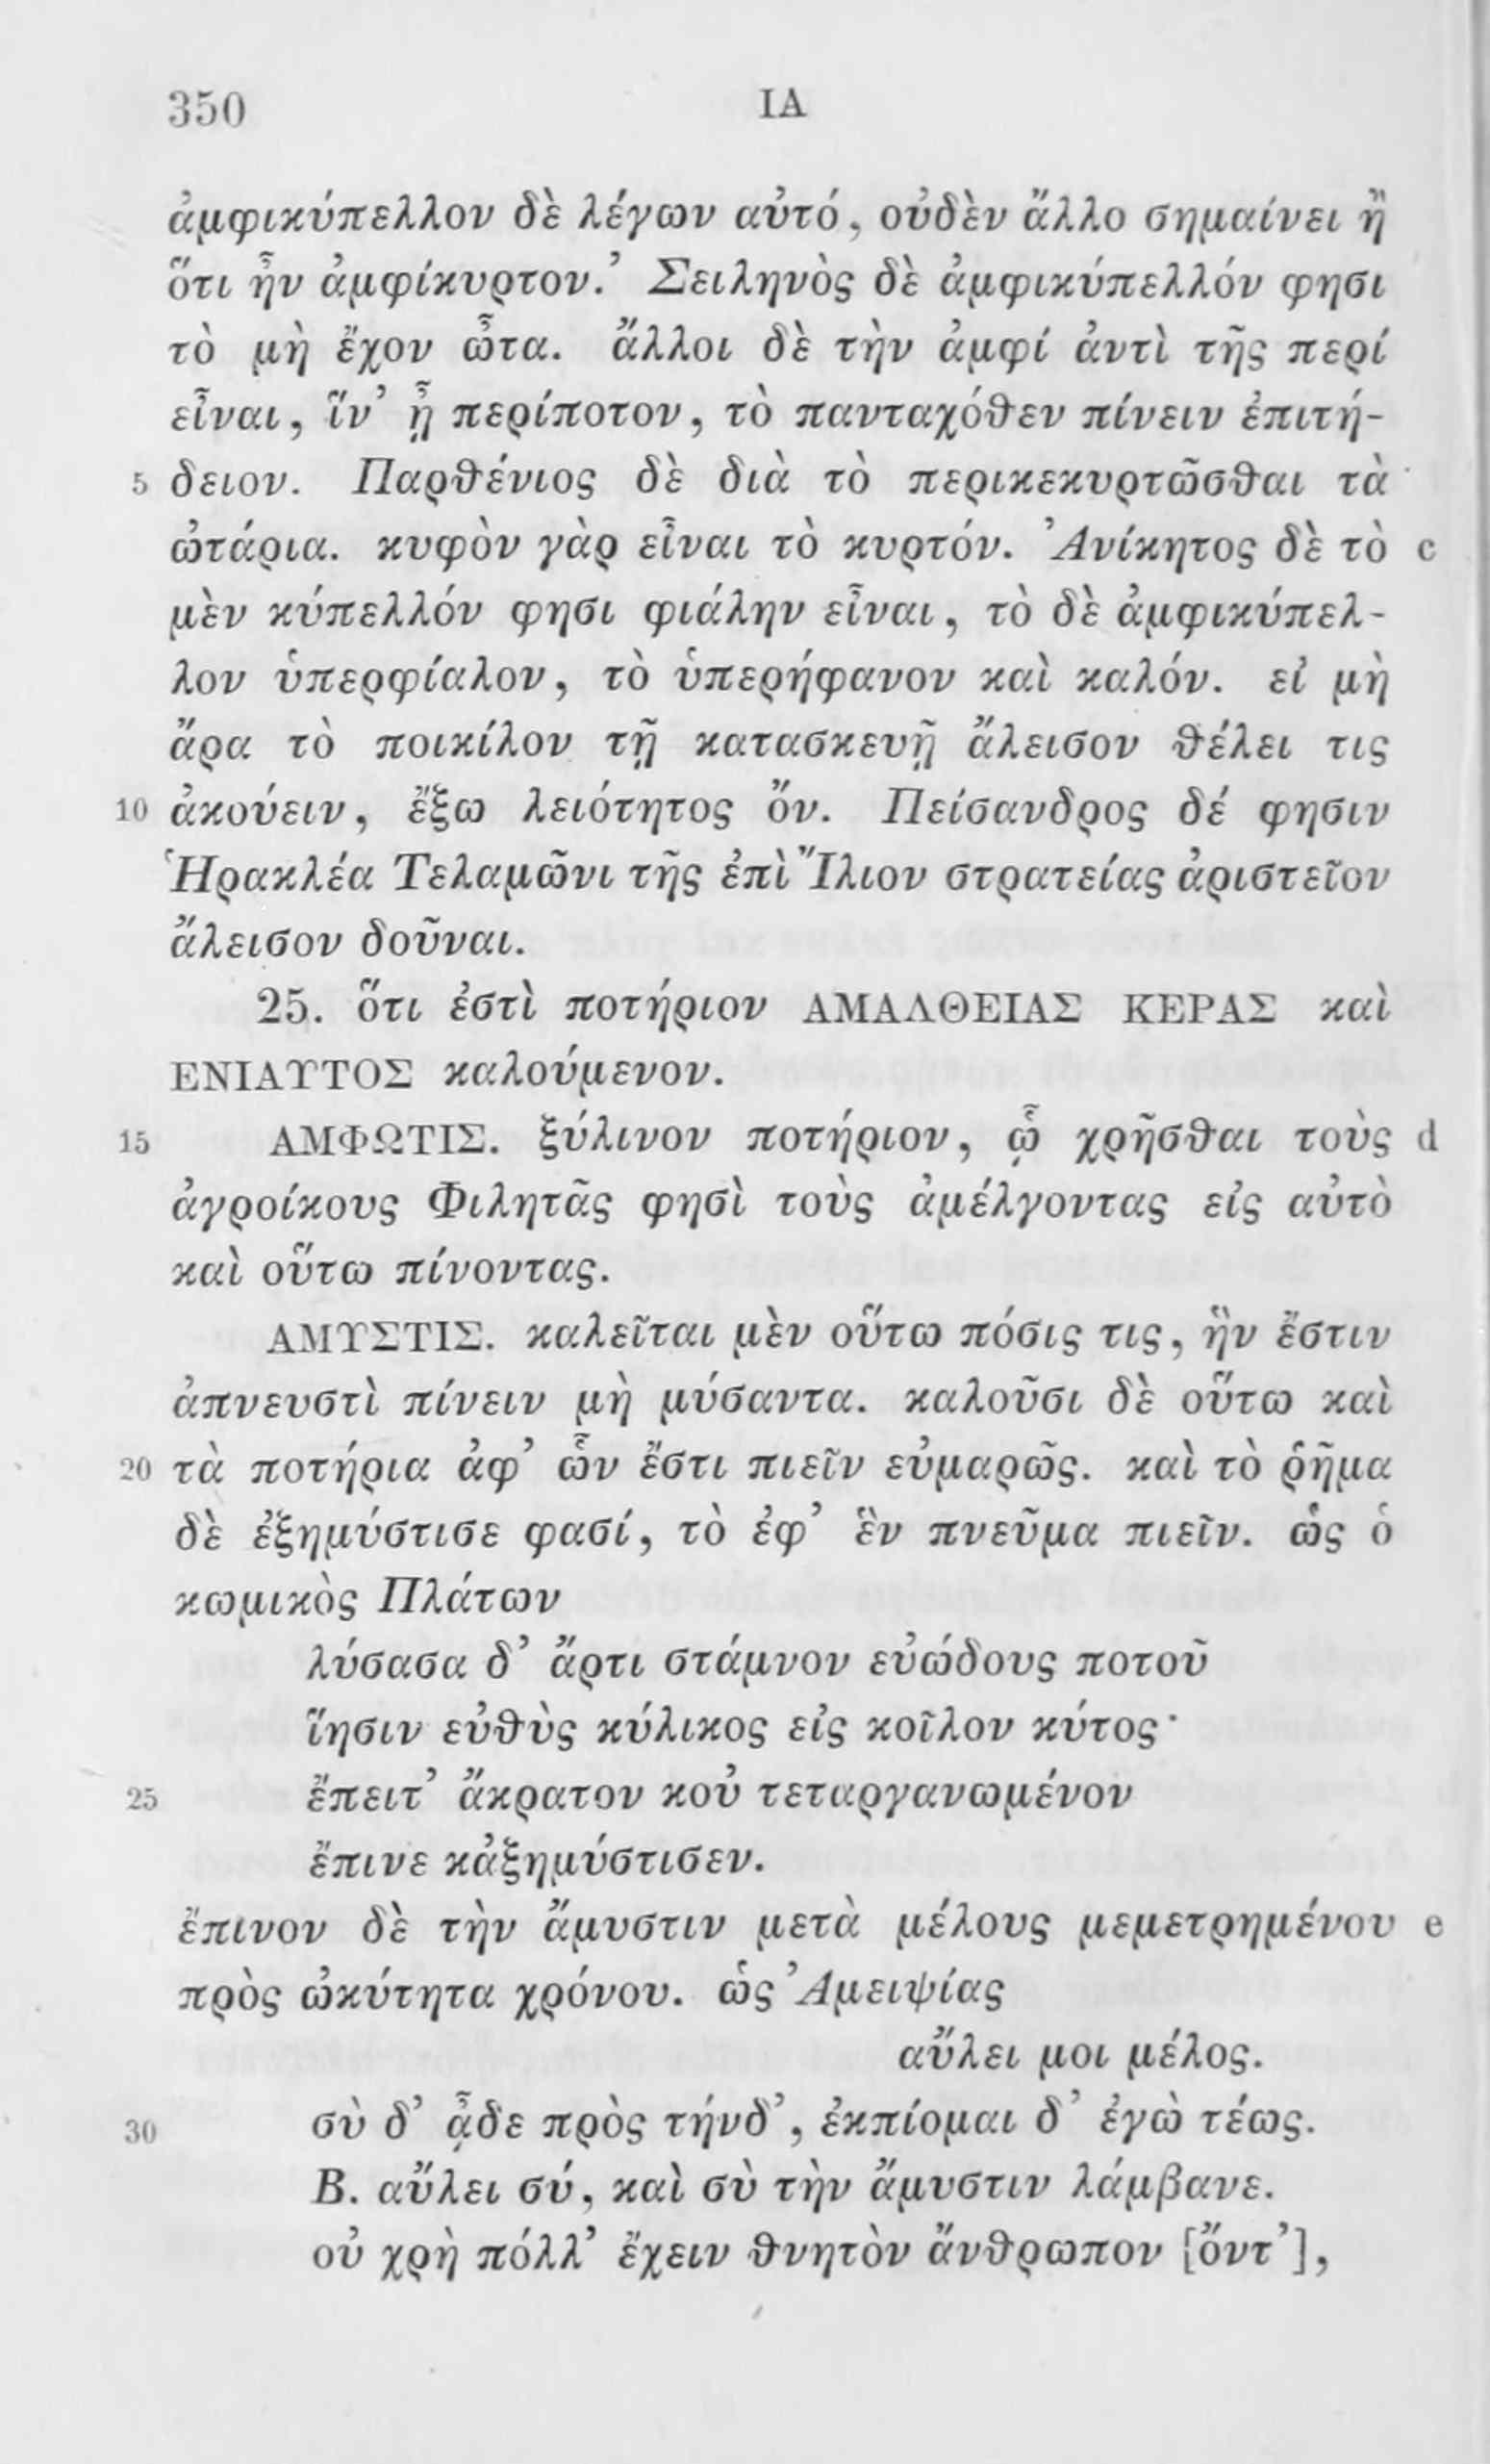 350 ΙΑ
ἀμφικύπελλον δὲ λέγων αὐτό, οὐδὲν ἄλλο σημαίνει ἢ
ὅτι ἦν ἀμφίκυρτον.’ Σειληνὸς δὲ ἀμφικύπελλόν φησι
τὸ μὴ ἔχον ὦτα. ἄλλοι δὲ τὴν ἀμφί ἀντὶ τῆς περί
εἶναι, ἵν’ ᾖ περίποτον, τὸ πανταχόθεν πίνειν ἐπιτή-
5 δειον. Παρθένιος δὲ διὰ τὸ περικεκυρτῶσθαι τὰ
ὠτάρια. κυφὸν γὰρ εἶναι τὸ κυρτόν. Ἀνίκητος δὲ τὸ c
μὲν κύπελλόν φησι φιάλην εἶναι, τὸ δὲ ἀμφικύπελ-
λον ὑπερφίαλον, τὸ ὑπερήφανον καὶ καλόν. εἰ μὴ
ἄρα τὸ ποικίλον τῇ κατασκευῇ ἄλεισον θέλει τις
10 ἀκούειν, ἔξω λειότητος ὄν. Πείσανδρος δέ φησιν
Ἡρακλέα Τελαμῶνι τῆς ἐπὶ Ἴλιον στρατείας ἀριστεῖον
ἄλεισον δοῦναι.
25. ὅτι ἐστὶ ποτήριον ΑΜΑΛΘΕΙΑΣ ΚΕΡΑΣ καὶ
ΕΝΙΑΥΤΟΣ καλούμενον.
15 ΑΜΦΩΤΙΣ. ξύλινον ποτήριον, ᾧ χρῆσθαι τοὺς d
ἀγροίκους Φιλητᾶς φησὶ τοὺς ἀμέλγοντας εἰς αὐτὸ
καὶ οὕτω πίνοντας.
ΑΜΥΣΤΙΣ. καλεῖται μὲν οὕτω πόσις τις, ἣν ἔστιν
ἀπνευστὶ πίνειν μὴ μύσαντα. καλοῦσι δὲ οὕτω καὶ
20 τὰ ποτήρια ἀφ’ ὧν ἔστι πιεῖν εὐμαρῶς. καὶ τὸ ῥῆμα
δὲ ἐξημύστισε φασί, τὸ ἐφ’ ἓν πνεῦμα πιεῖν. ὡς ὁ
κωμικὸς Πλάτων
λύσασα δ’ ἄρτι στάμνον εὐώδους ποτοῦ
ἵησιν εὐθὺς κύλικος εἰς κοῖλον κύτος·
25 ἔπειτ’ ἄκρατον κοὐ τεταργανωμένον
ἔπινε κἀξημύστισεν.
ἔπινον δὲ τὴν ἄμυστιν μετὰ μέλους μεμετρημένου e
πρὸς ὠκύτητα χρόνου. ὡς Ἀμειψίας
αὔλει μοι μέλος.
30 σὺ δ’ ᾆδε πρὸς τήνδ’, ἐκπίομαι δ’ ἐγὼ τέως.
Β. αὔλει σύ, καὶ σὺ τὴν ἄμυστιν λάμβανε.
οὐ χρὴ πόλλ’ ἔχειν θνητὸν ἄνθρωπον [ὄντ’],